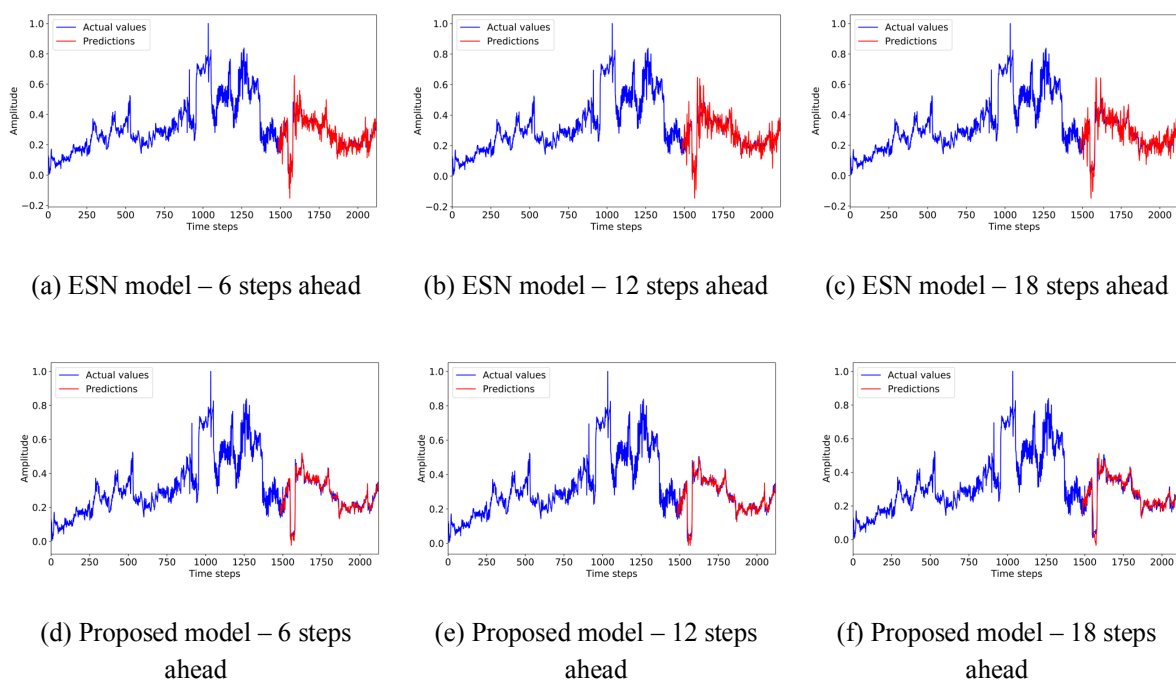 1.0
0.8
0.6
0.4
0.2
0.0
−0.2
Amplitude
Actual values
Predictions
0 250 500 750 1000 1250 1500 1750 2000
Time steps
(a) ESN model – 6 steps ahead
1.0
0.8
0.6
0.4
0.2
0.0
−0.2
Amplitude
Actual values
Predictions
0 250 500 750 1000 1250 1500 1750 2000
Time steps
(b) ESN model – 12 steps ahead
1.0
0.8
0.6
0.4
0.2
0.0
−0.2
Amplitude
Actual values
Predictions
0 250 500 750 1000 1250 1500 1750 2000
Time steps
(c) ESN model – 18 steps ahead
1.0
0.8
0.6
0.4
0.2
0.0
Amplitude
Actual values
Predictions
0 250 500 750 1000 1250 1500 1750 2000
Time steps
(d) Proposed model – 6 steps
ahead
1.0
0.8
0.6
0.4
0.2
0.0
Amplitude
Actual values
Predictions
0 250 500 750 1000 1250 1500 1750 2000
Time steps
(e) Proposed model – 12 steps
ahead
1.0
0.8
0.6
0.4
0.2
0.0
Amplitude
Actual values
Predictions
0 250 500 750 1000 1250 1500 1750 2000
Time steps
(f) Proposed model – 18 steps
ahead